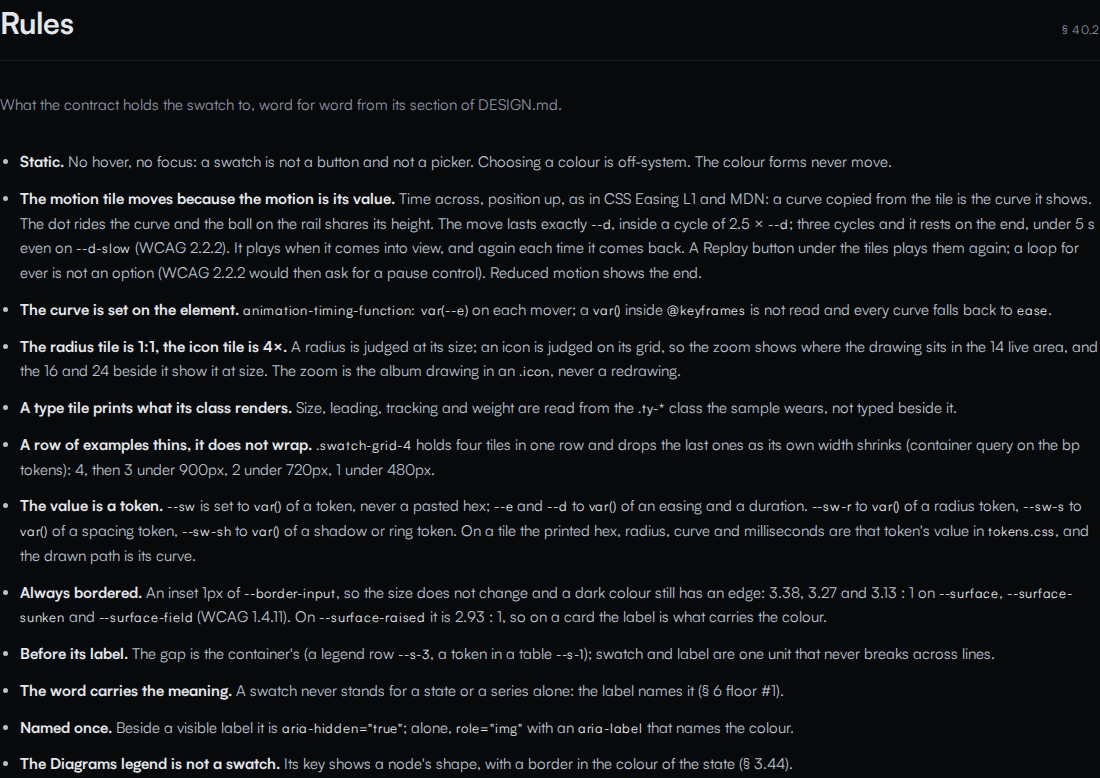 Rules
§ 40.2
What the contract holds the swatch to, word for word from its section of DESIGN.md.
• Static. No hover, no focus: a swatch is not a button and not a picker. Choosing a colour is off-system. The colour forms never move.
• The motion tile moves because the motion is its value. Time across, position up, as in CSS Easing L1 and MDN: a curve copied from the tile is the curve it shows.
The dot rides the curve and the ball on the rail shares its height. The move lasts exactly --d, inside a cycle of 2.5 × --d; three cycles and it rests on the end, under 5 s
even on --d-slow (WCAG 2.2.2). It plays when it comes into view, and again each time it comes back. A Replay button under the tiles plays them again; a loop for
ever is not an option (WCAG 2.2.2 would then ask for a pause control). Reduced motion shows the end.
• The curve is set on the element. animation-timing-function: var(--e) on each mover; a var() inside @keyframes is not read and every curve falls back to ease.
• The radius tile is 1:1, the icon tile is 4×. A radius is judged at its size; an icon is judged on its grid, so the zoom shows where the drawing sits in the 14 live area, and
the 16 and 24 beside it show it at size. The zoom is the album drawing in an .icon, never a redrawing.
• A type tile prints what its class renders. Size, leading, tracking and weight are read from the .ty-* class the sample wears, not typed beside it.
• A row of examples thins, it does not wrap. .swatch-grid-4 holds four tiles in one row and drops the last ones as its own width shrinks (container query on the bp
tokens): 4, then 3 under 900px, 2 under 720px, 1 under 480px.
• The value is a token. --sw is set to var() of a token, never a pasted hex; --e and --d to var() of an easing and a duration. --sw-r to var() of a radius token, --sw-s to
var() of a spacing token, --sw-sh to var() of a shadow or ring token. On a tile the printed hex, radius, curve and milliseconds are that token's value in tokens.css, and
the drawn path is its curve.
• Always bordered. An inset 1px of --border-input, so the size does not change and a dark colour still has an edge: 3.38, 3.27 and 3.13 : 1 on --surface, --surface-
sunken and --surface-field (WCAG 1.4.11). On --surface-raised it is 2.93 : 1, so on a card the label is what carries the colour.
• Before its label. The gap is the container's (a legend row --s-3, a token in a table --s-1); swatch and label are one unit that never breaks across lines.
• The word carries the meaning. A swatch never stands for a state or a series alone: the label names it (§ 6 floor #1).
• Named once. Beside a visible label it is aria-hidden="true"; alone, role="img" with an aria-label that names the colour.
• The Diagrams legend is not a swatch. Its key shows a node's shape, with a border in the colour of the state (§ 3.44).